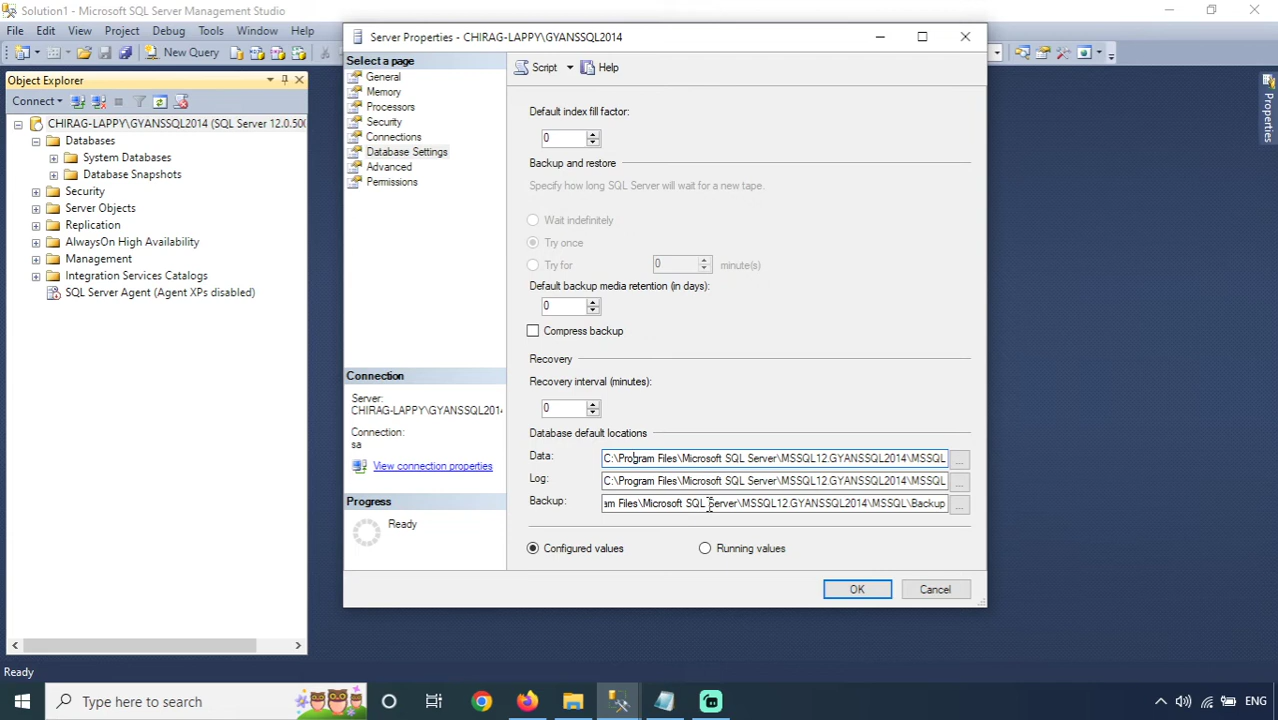 Solution1 - Microsoft SQL Server Management Studio
File Edit View Project Debug Tools Window Help
New Query
Object Explorer
Connect
CHIRAG-LAPPY\GYANSSQL2014 (SQL Server 12.0.500
Databases
System Databases
Database Snapshots
Security
Server Objects
Replication
AlwaysOn High Availability
Management
Integration Services Catalogs
SQL Server Agent (Agent XPs disabled)
Server Properties - CHIRAG-LAPPY\GYANSSQL2014
Select a page
General
Memory
Processors
Security
Connections
Database Settings
Advanced
Permissions
Connection
Server:
CHIRAG-LAPPY\GYANSSQL2014
Connection:
sa
View connection properties
Progress
Ready
Script Help
Default index fill factor:
0
Backup and restore
Specify how long SQL Server will wait for a new tape.
Wait indefinitely
Try once
Try for 0 minute(s)
Default backup media retention (in days):
0
Compress backup
Recovery
Recovery interval (minutes):
0
Database default locations
Data: C:\Program Files\Microsoft SQL Server\MSSQL12.GYANSSQL2014\MSSQL ...
Log: C:\Program Files\Microsoft SQL Server\MSSQL12.GYANSSQL2014\MSSQL ...
Backup: am Files\Microsoft SQL Server\MSSQL12.GYANSSQL2014\MSSQL\Backup ...
Configured values Running values
OK Cancel
Properties
Ready
Type here to search
ENG